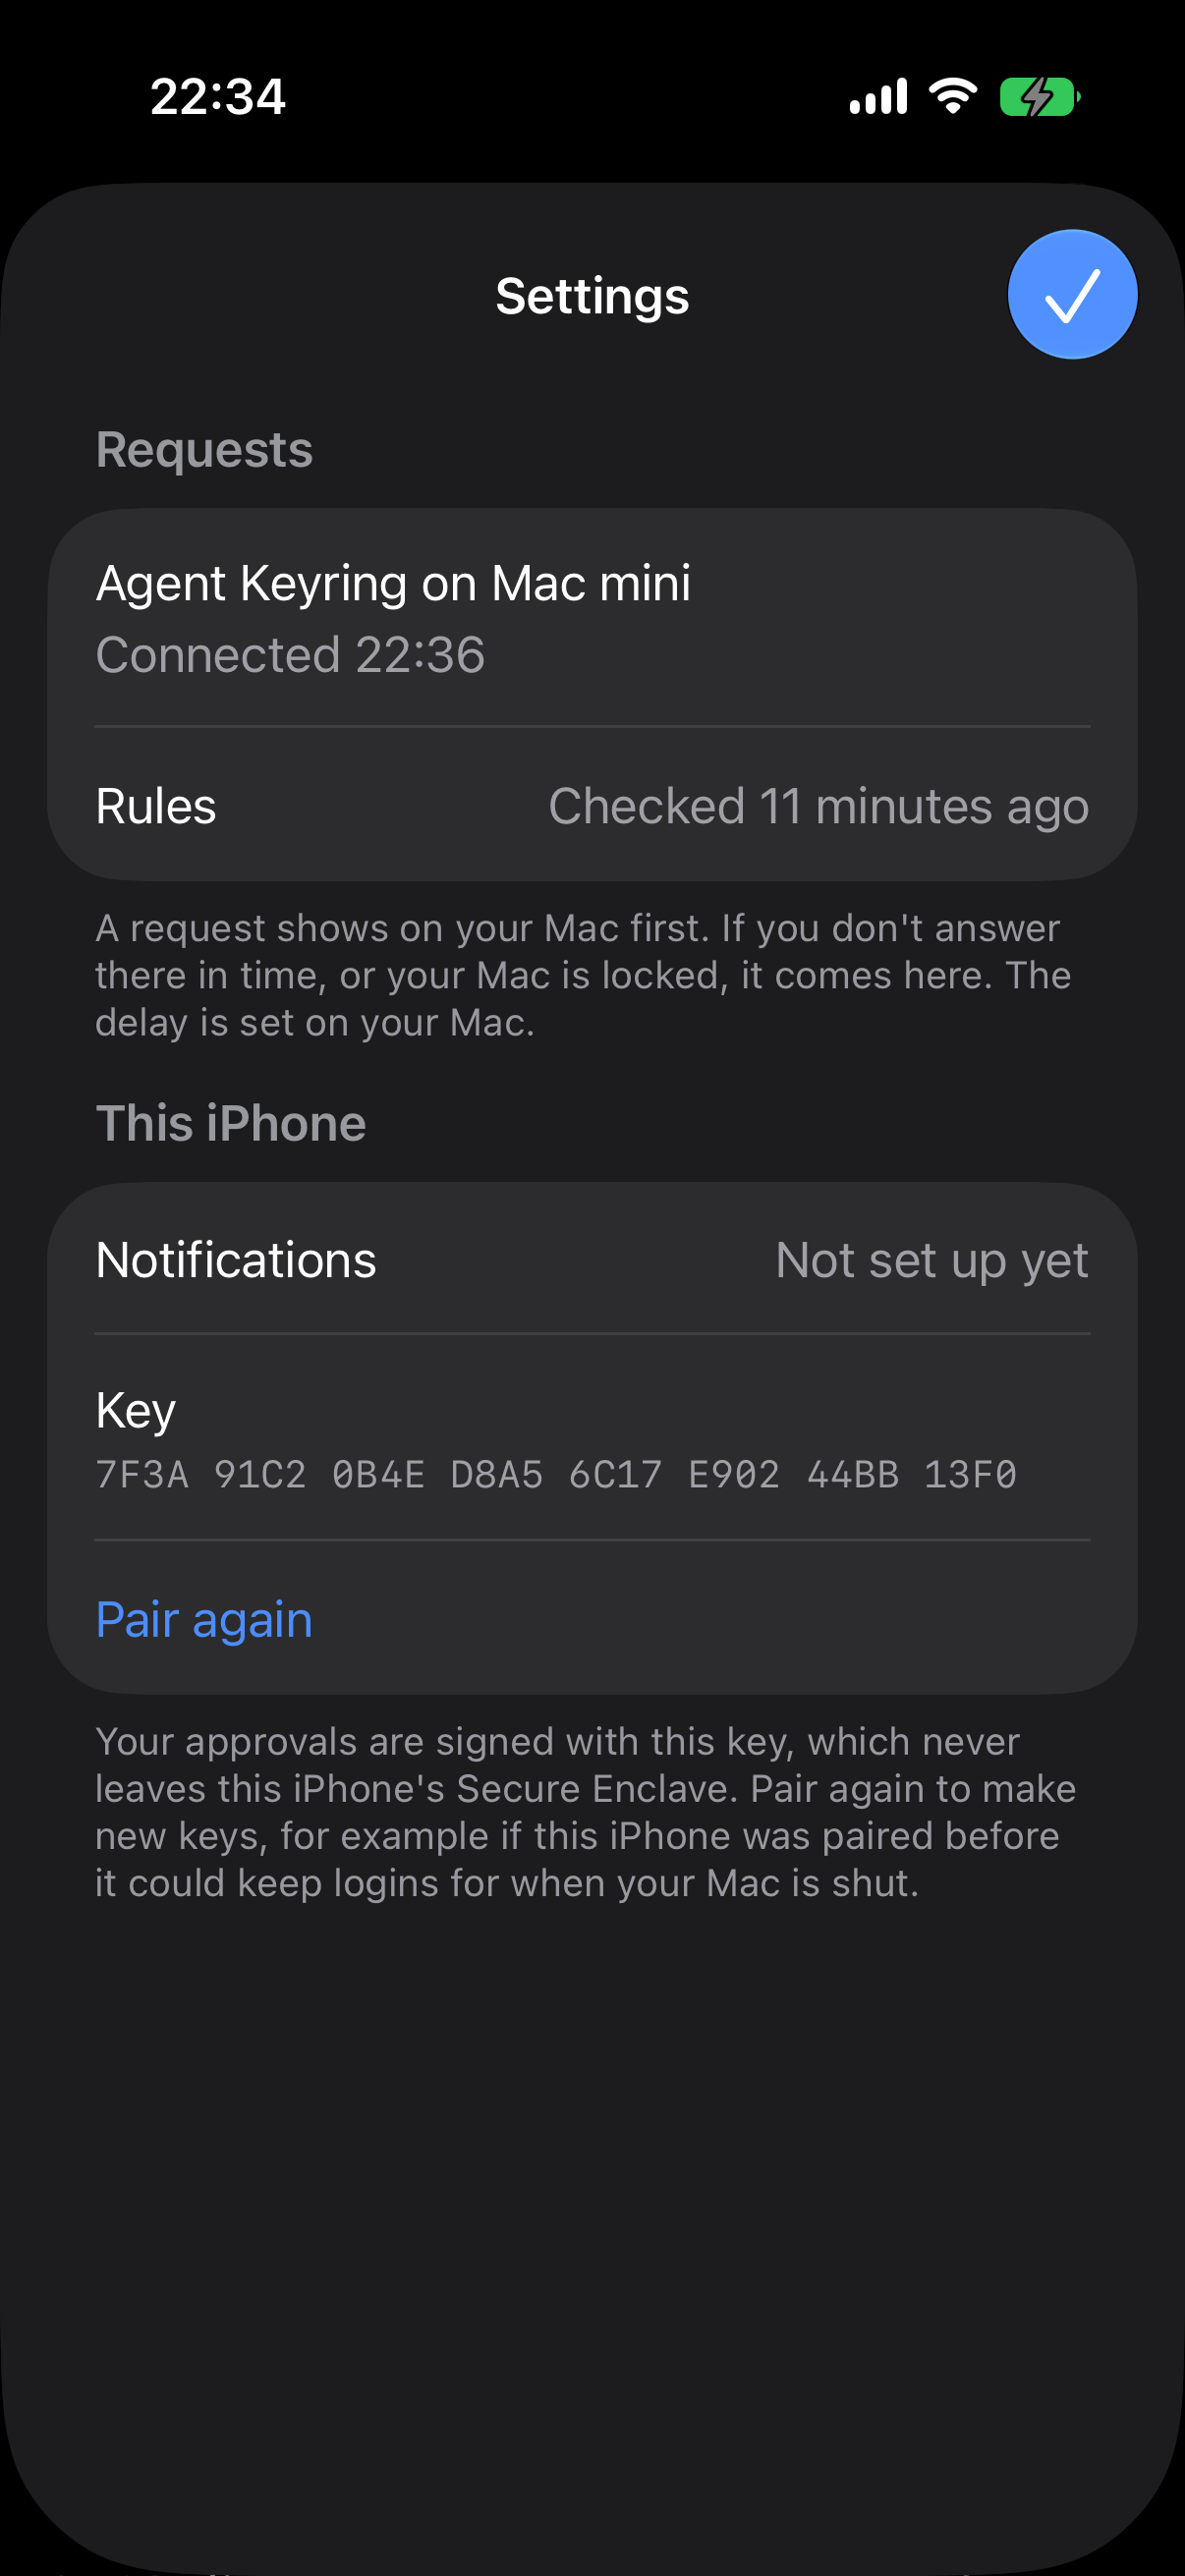 22:34
Settings
Requests
Agent Keyring on Mac mini
Connected 22:36
Rules Checked 11 minutes ago
A request shows on your Mac first. If you don't answer
there in time, or your Mac is locked, it comes here. The
delay is set on your Mac.
This iPhone
Notifications Not set up yet
Key
7F3A 91C2 0B4E D8A5 6C17 E902 44BB 13F0
Pair again
Your approvals are signed with this key, which never
leaves this iPhone's Secure Enclave. Pair again to make
new keys, for example if this iPhone was paired before
it could keep logins for when your Mac is shut.